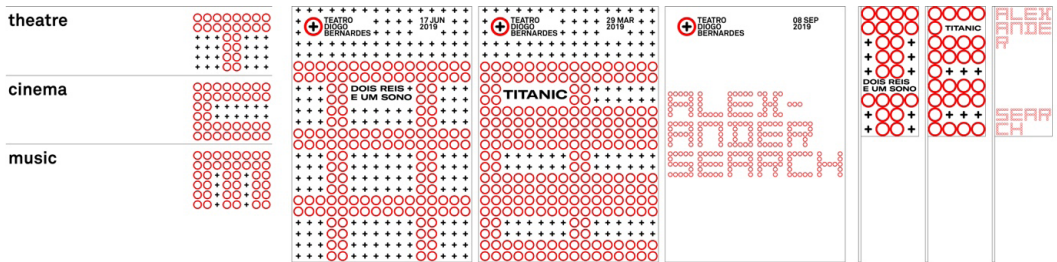 theatre
cinema
music
TEATRO
DIOGO
BERNARDES
17 JUN
2019
DOIS REIS
E UM SONO
TEATRO
DIOGO
BERNARDES
29 MAR
2019
TITANIC
TEATRO
DIOGO
BERNARDES
08 SEP
2019
ALEX-
ANDER
SEARCH
DOIS REIS
E UM SONO
TITANIC
ALEX
ANDE
R
SEAR
CH